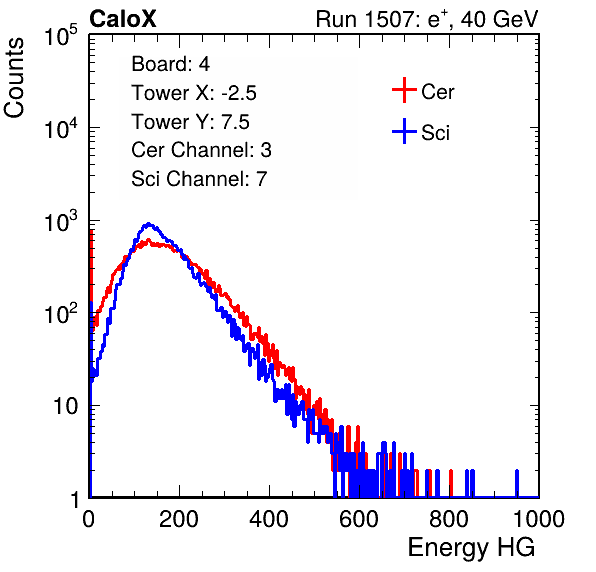 CaloX Run 1507: e⁺, 40 GeV
Counts
Board: 4
Tower X: -2.5
Tower Y: 7.5
Cer Channel: 3
Sci Channel: 7
Cer
Sci
10⁵
10⁴
10³
10²
10
1
0 200 400 600 800 1000
Energy HG